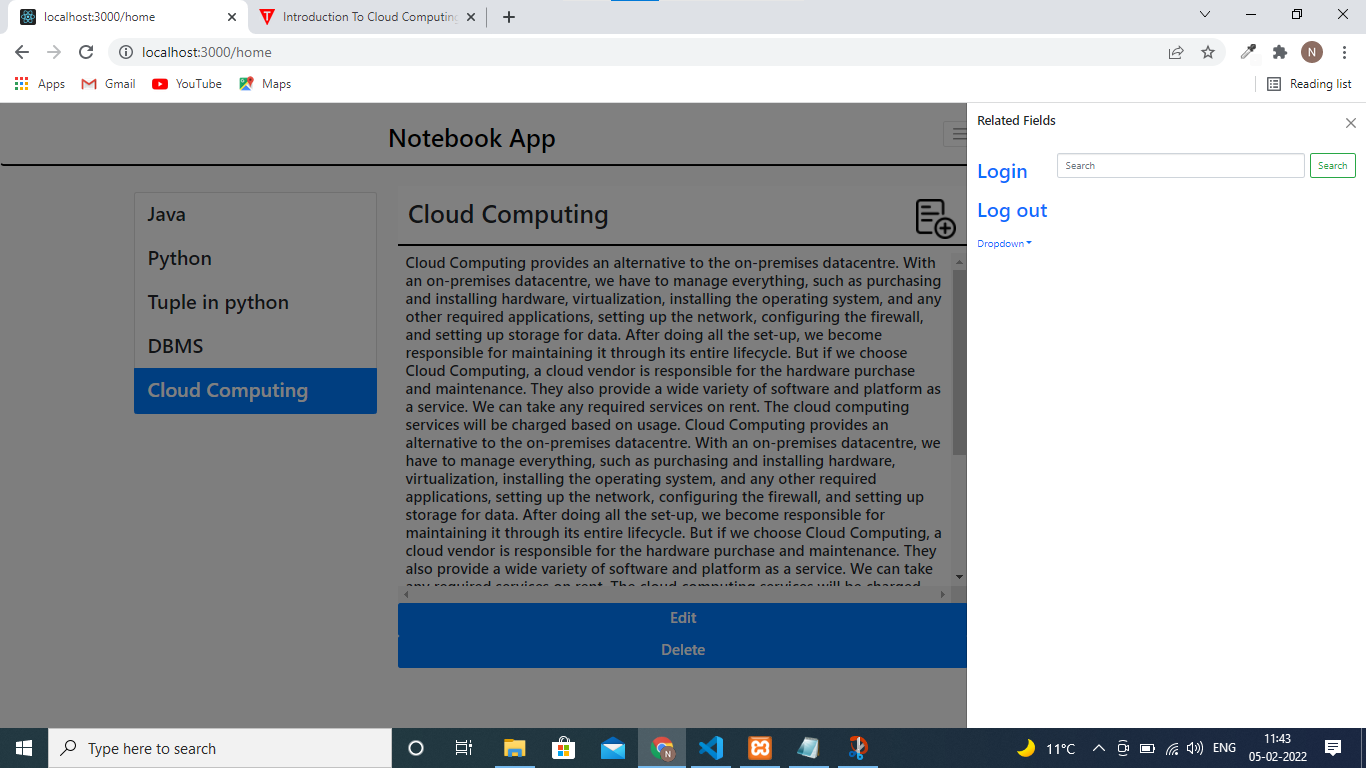 localhost:3000/home
Introduction To Cloud Computing
localhost:3000/home
N
Apps
Gmail
YouTube
Maps
Reading list
Notebook App
Java
Python
Tuple in python
DBMS
Cloud Computing
Cloud Computing
Cloud Computing provides an alternative to the on-premises datacentre. With
an on-premises datacentre, we have to manage everything, such as purchasing
and installing hardware, virtualization, installing the operating system, and any
other required applications, setting up the network, configuring the firewall,
and setting up storage for data. After doing all the set-up, we become
responsible for maintaining it through its entire lifecycle. But if we choose
Cloud Computing, a cloud vendor is responsible for the hardware purchase
and maintenance. They also provide a wide variety of software and platform as
a service. We can take any required services on rent. The cloud computing
services will be charged based on usage. Cloud Computing provides an
alternative to the on-premises datacentre. With an on-premises datacentre, we
have to manage everything, such as purchasing and installing hardware,
virtualization, installing the operating system, and any other required
applications, setting up the network, configuring the firewall, and setting up
storage for data. After doing all the set-up, we become responsible for
maintaining it through its entire lifecycle. But if we choose Cloud Computing, a
cloud vendor is responsible for the hardware purchase and maintenance. They
also provide a wide variety of software and platform as a service. We can take
any required services on rent. The cloud computing services will be charged
Edit
Delete
Related Fields
Login
Search
Search
Log out
Dropdown
Type here to search
11°C
ENG
11:43
05-02-2022